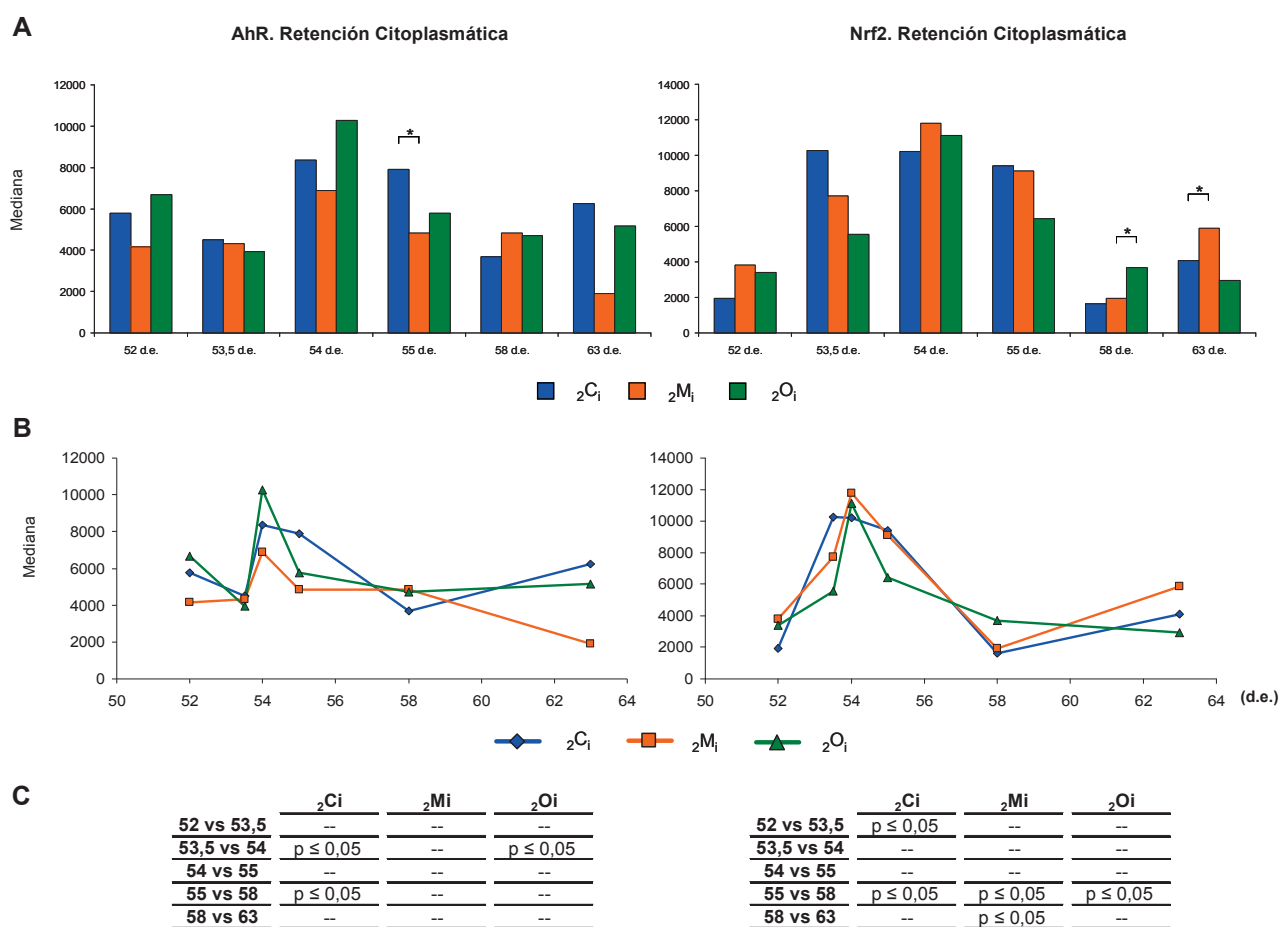 A
AhR. Retención Citoplasmática
Nrf2. Retención Citoplasmática
Mediana
12000
10000
8000
6000
4000
2000
0
*
52 d.e. 53,5 d.e. 54 d.e. 55 d.e. 58 d.e. 63 d.e.
14000
12000
10000
8000
6000
4000
2000
0
*
*
52 d.e. 53,5 d.e. 54 d.e. 55 d.e. 58 d.e. 63 d.e.
2Ci 2Mi 2Oi
B
Mediana
12000
10000
8000
6000
4000
2000
0
50 52 54 56 58 60 62 64
14000
12000
10000
8000
6000
4000
2000
0
50 52 54 56 58 60 62 64 (d.e.)
2Ci 2Mi 2Oi
C
2Ci 2Mi 2Oi
52 vs 53,5 -- -- --
53,5 vs 54 p ≤ 0,05 -- p ≤ 0,05
54 vs 55 -- -- --
55 vs 58 p ≤ 0,05 -- --
58 vs 63 -- -- --
2Ci 2Mi 2Oi
52 vs 53,5 p ≤ 0,05 -- --
53,5 vs 54 -- -- --
54 vs 55 -- -- --
55 vs 58 p ≤ 0,05 p ≤ 0,05 p ≤ 0,05
58 vs 63 -- p ≤ 0,05 --